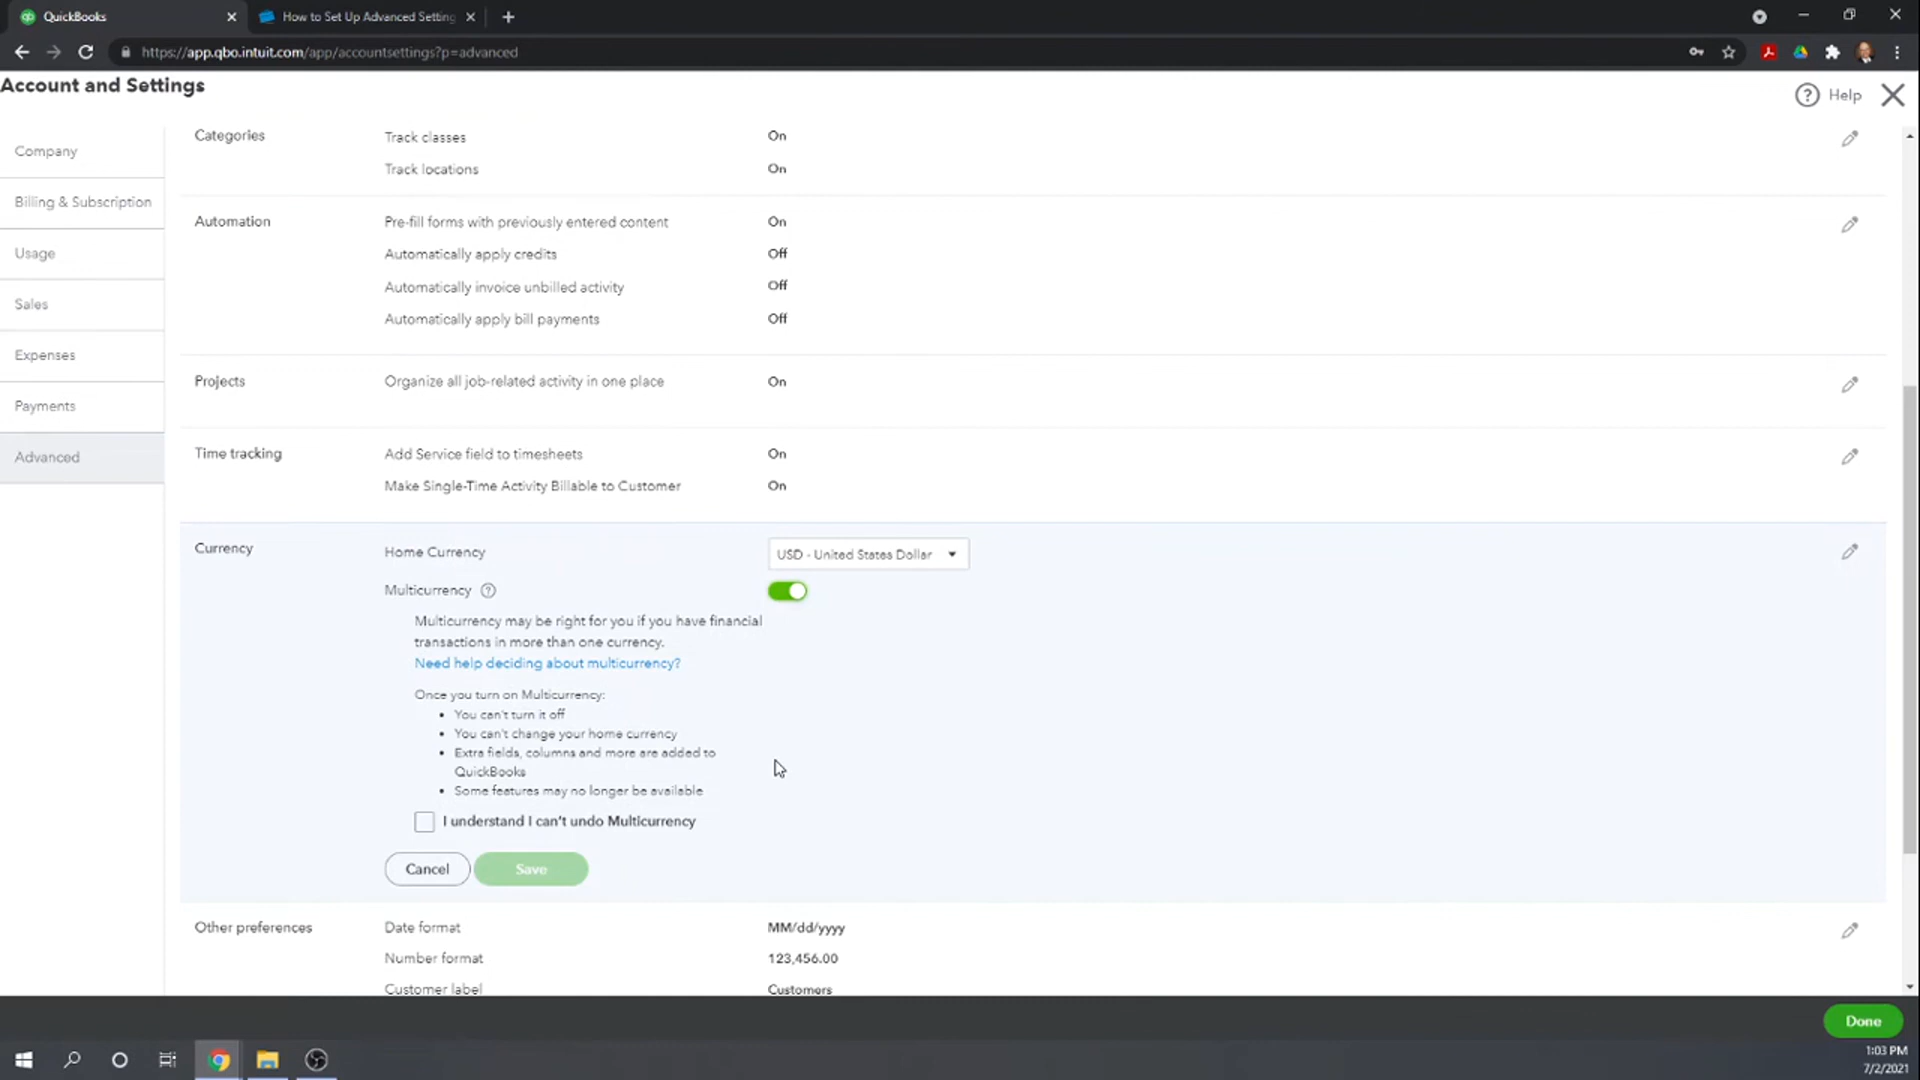 QuickBooks
How to Set Up Advanced Setting
https://app.qbo.intuit.com/app/accountsettings?p=advanced
Account and Settings
Help
Company
Billing & Subscription
Usage
Sales
Expenses
Payments
Advanced
Categories
Track classes On
Track locations On
Automation
Pre-fill forms with previously entered content On
Automatically apply credits Off
Automatically invoice unbilled activity Off
Automatically apply bill payments Off
Projects
Organize all job-related activity in one place On
Time tracking
Add Service field to timesheets On
Make Single-Time Activity Billable to Customer On
Currency
Home Currency USD - United States Dollar
Multicurrency ?
Multicurrency may be right for you if you have financial
transactions in more than one currency.
Need help deciding about multicurrency?
Once you turn on Multicurrency:
• You can't turn it off
• You can't change your home currency
• Extra fields, columns and more are added to
QuickBooks
• Some features may no longer be available
I understand I can't undo Multicurrency
Cancel Save
Other preferences
Date format MM/dd/yyyy
Number format 123,456.00
Customer label Customers
Done
1:03 PM
7/2/2021